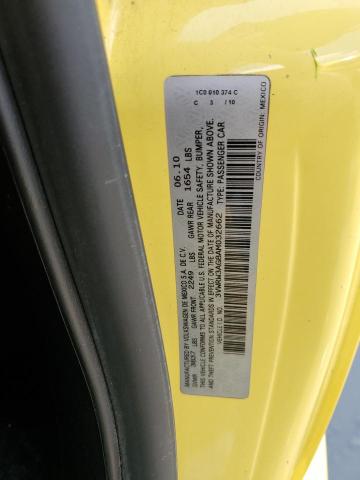 1C0 010 374 C
C 3 /10
MANUFACTURED BY VOLKSWAGEN DE MEXICO S.A. DE C.V. DATE 06.10
GVWR LBS GAWR FRONT 2249 LBS GAWR REAR 1654 LBS
THIS VEHICLE CONFORMS TO ALL APPLICABLE U.S. FEDERAL MOTOR VEHICLE SAFETY, BUMPER,
AND THEFT PREVENTION STANDARDS IN EFFECT ON THE DATE OF MANUFACTURE SHOWN ABOVE.
VEHICLE I.D. NO.: TYPE: PASSENGER CAR
COUNTRY OF ORIGIN: MEXICO